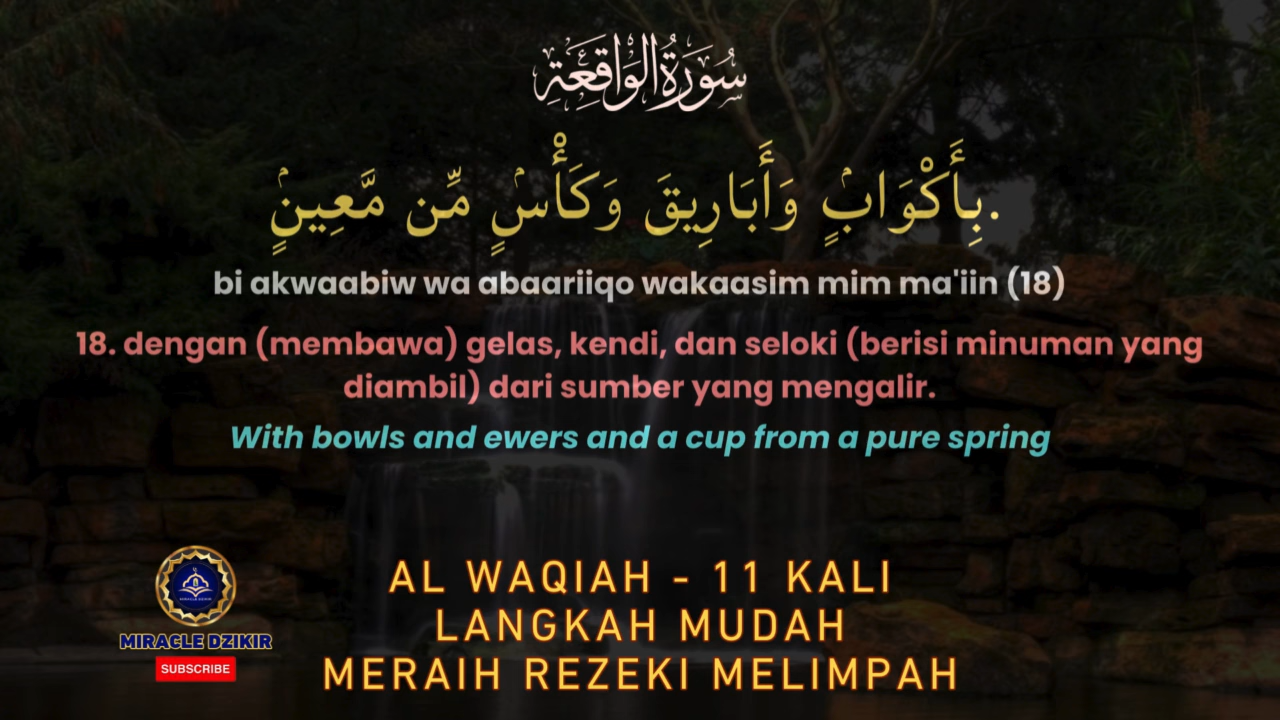 سُورَةُ الوَاقِعَةِ
بِأَكْوَابٍۢ وَأَبَارِيقَ وَكَأْسٍۢ مِّن مَّعِينٍۢ.
bi akwaabiw wa abaariiqo wakaasim mim ma'iin (18)
18. dengan (membawa) gelas, kendi, dan seloki (berisi minuman yang
diambil) dari sumber yang mengalir.
With bowls and ewers and a cup from a pure spring
AL WAQIAH - 11 KALI
LANGKAH MUDAH
MERAIH REZEKI MELIMPAH
MIRACLE DZIKIR
MIRACLE DZIKIR
SUBSCRIBE